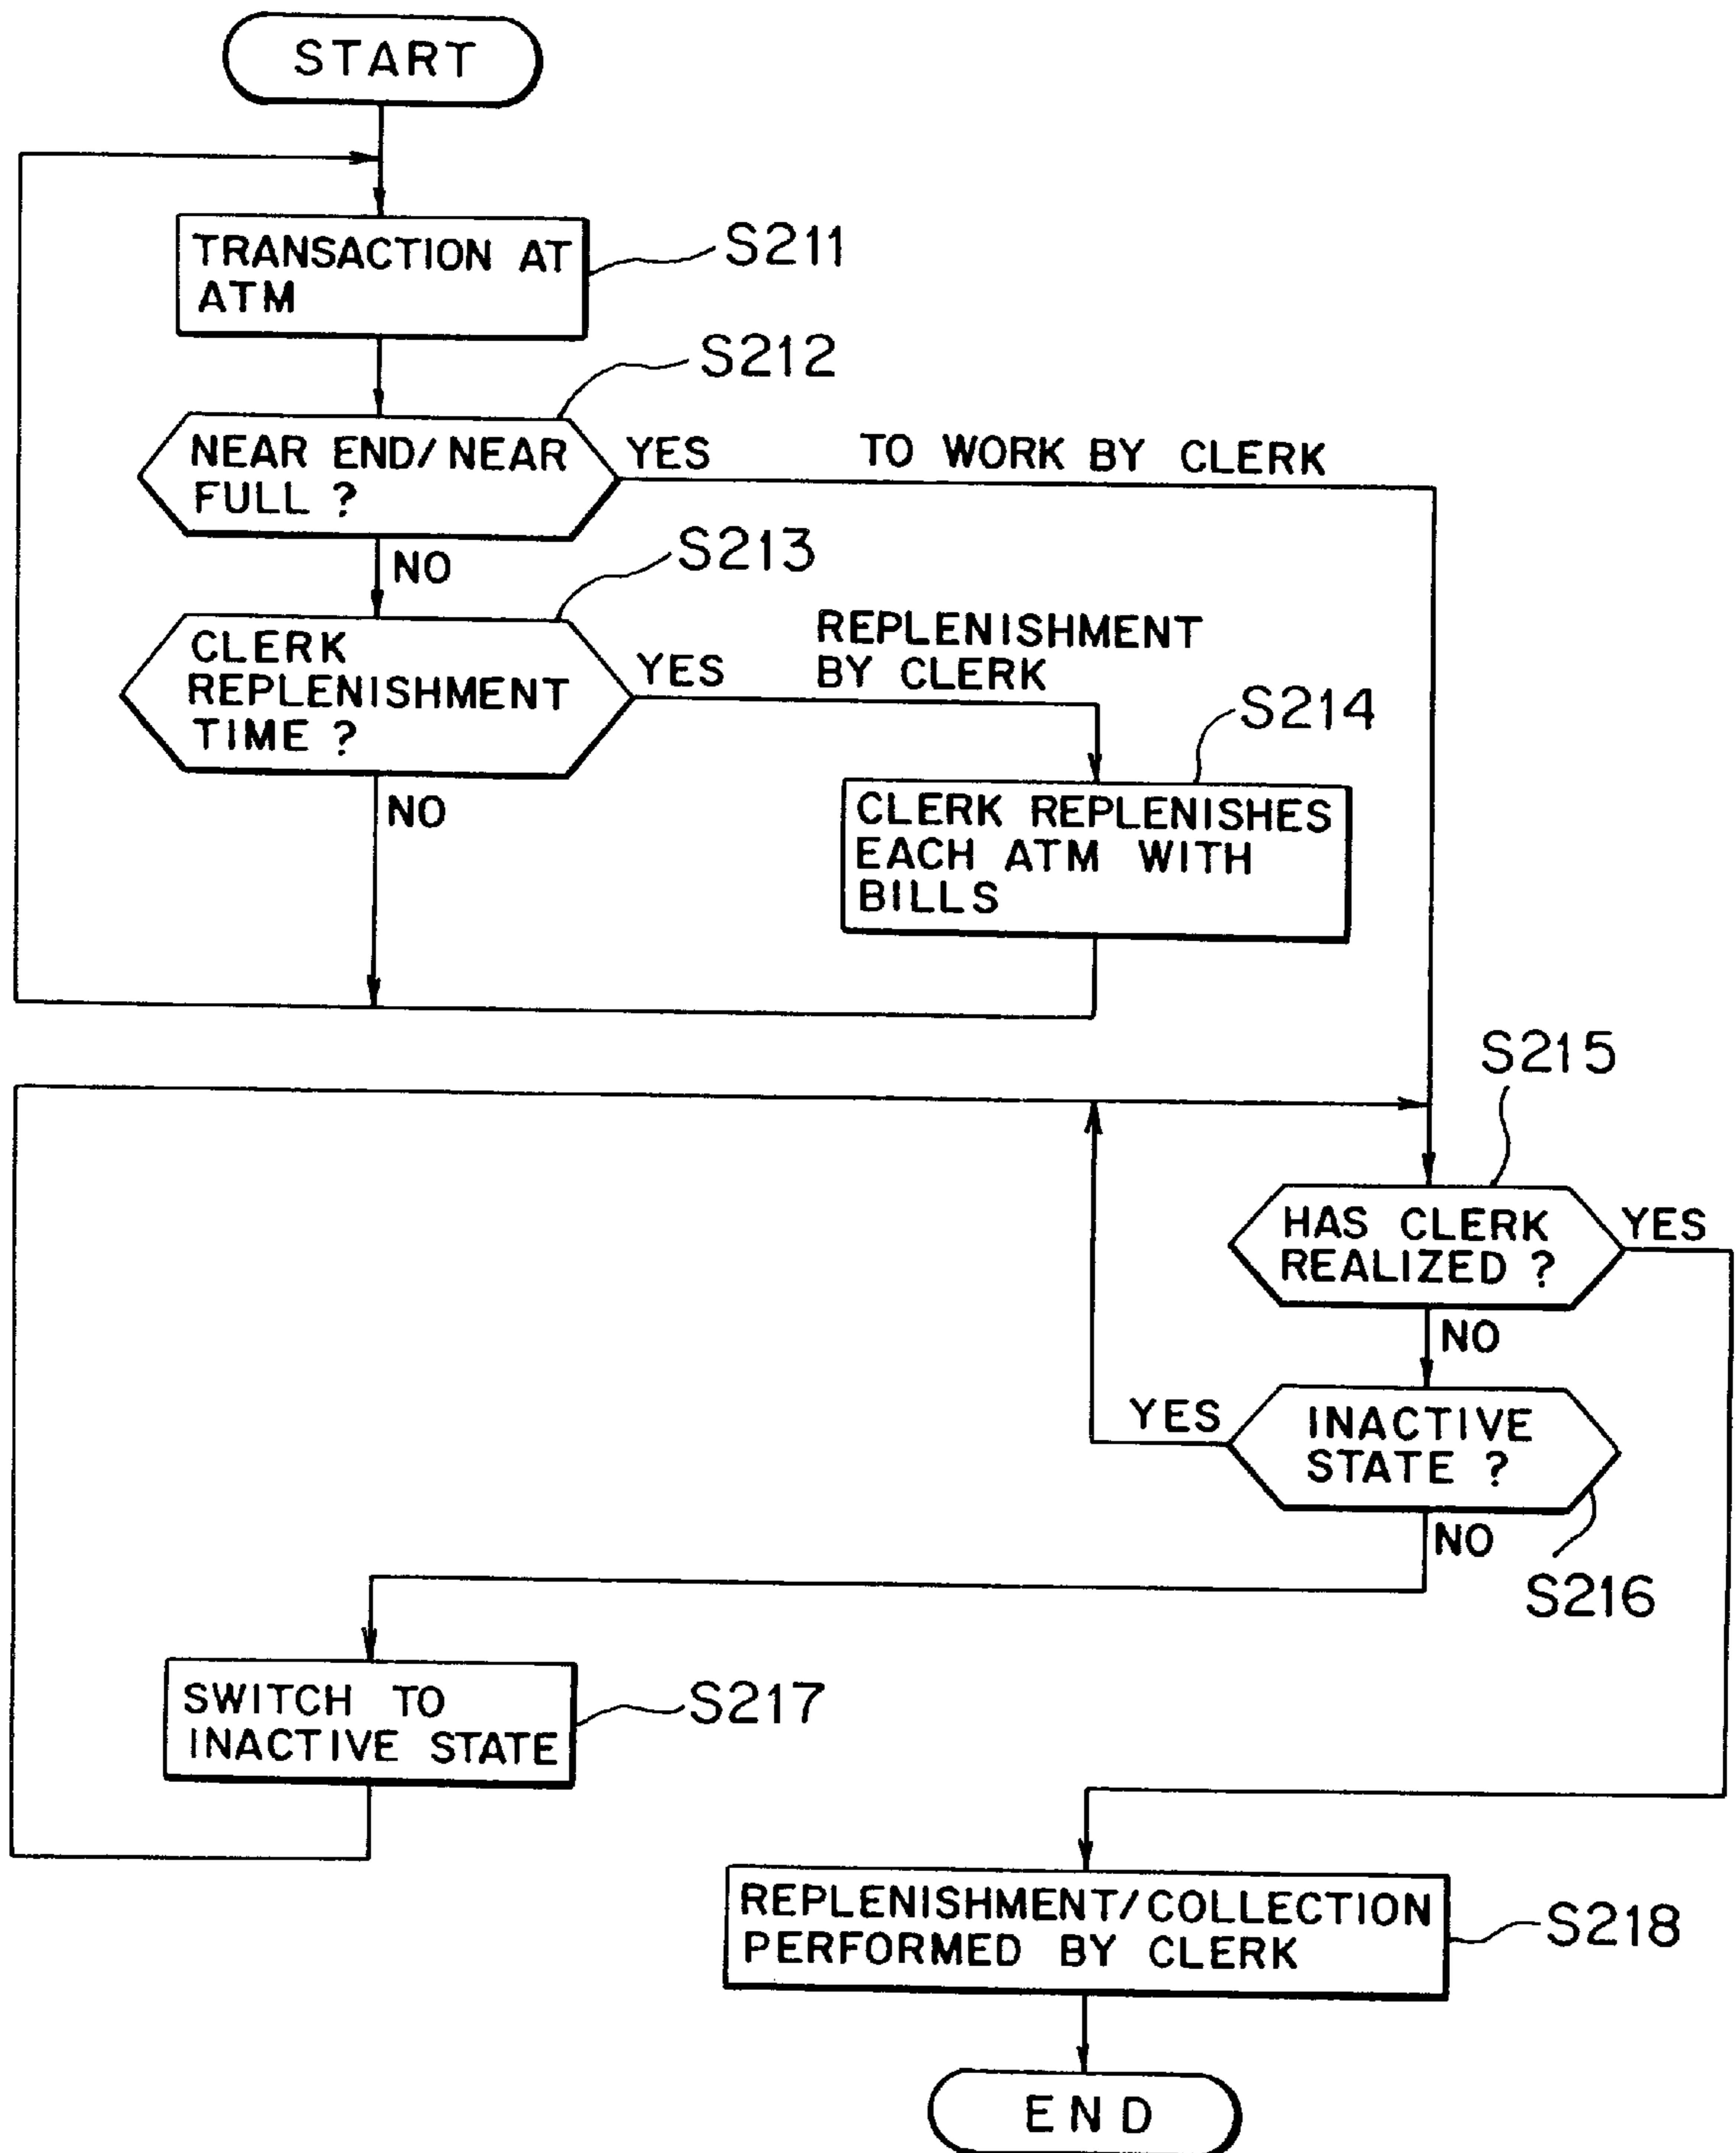 START
TRANSACTION AT
ATM
S211
S212
NEAR END/NEAR
FULL ?
YES
TO WORK BY CLERK
NO
S213
CLERK
REPLENISHMENT
TIME ?
YES
REPLENISHMENT
BY CLERK
S214
NO
CLERK REPLENISHES
EACH ATM WITH
BILLS
S215
HAS CLERK
REALIZED ?
YES
NO
YES
INACTIVE
STATE ?
NO
S216
SWITCH TO
INACTIVE STATE
S217
REPLENISHMENT/COLLECTION
PERFORMED BY CLERK
S218
END